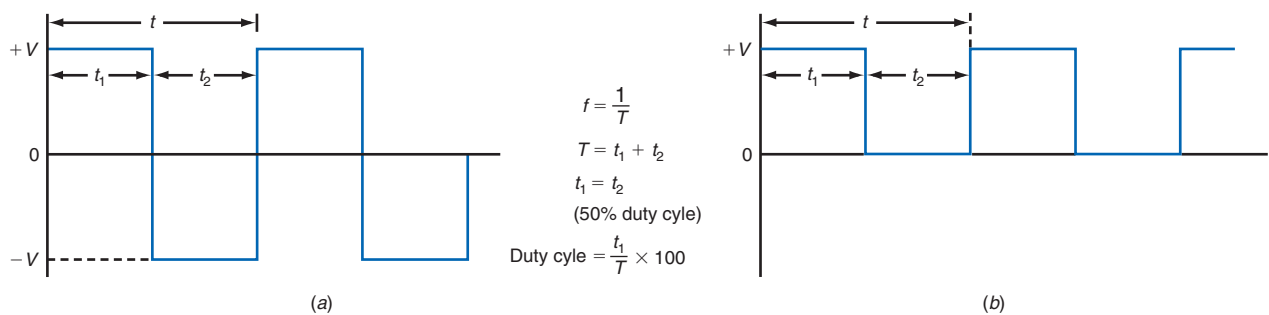 t
+V
t₁ t₂
0
−V
(a)
f = 1/T
T = t₁ + t₂
t₁ = t₂
(50% duty cyle)
Duty cyle = t₁/T × 100
t
+V
t₁ t₂
0
(b)